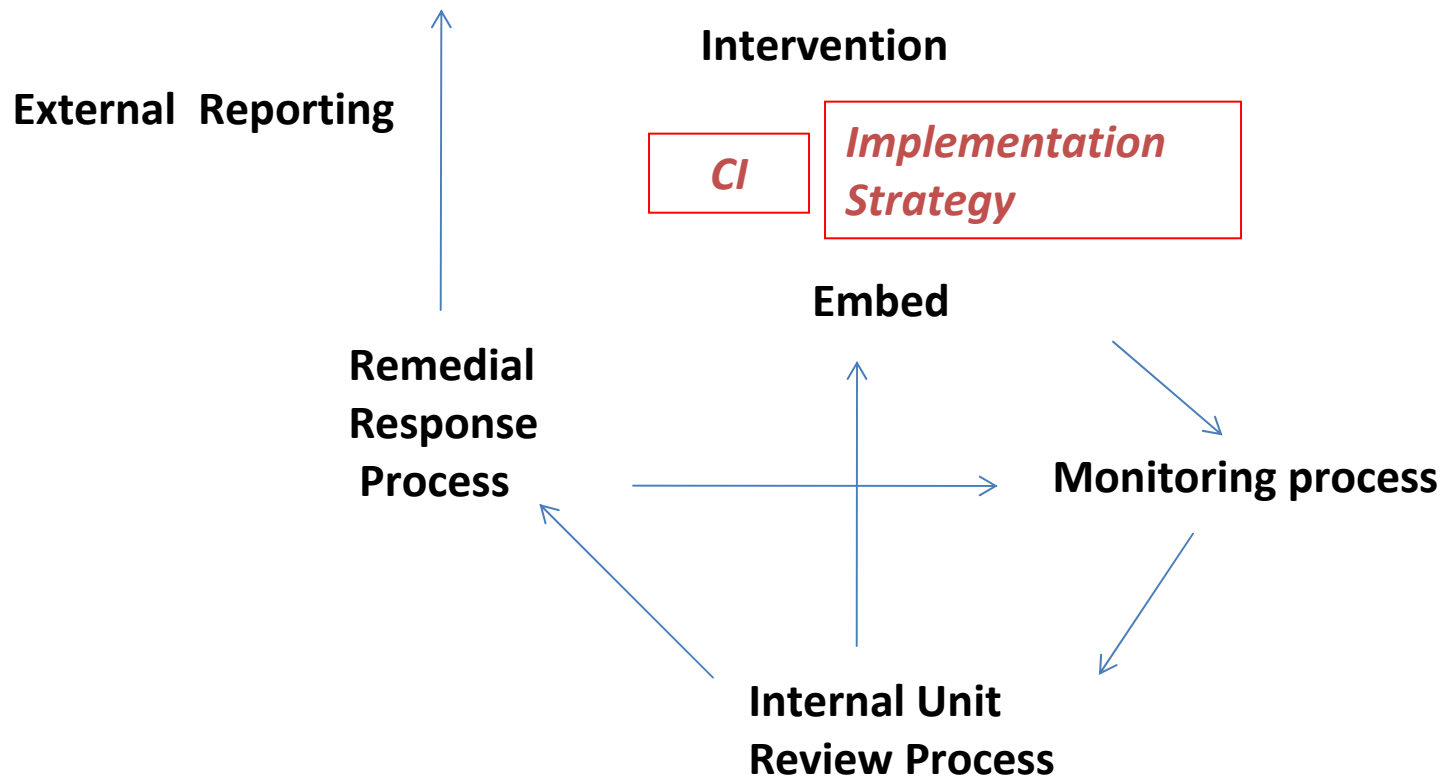 Intervention
External Reporting
CI
Implementation
Strategy
Embed
Remedial
Response
Process
Monitoring process
Internal Unit
Review Process